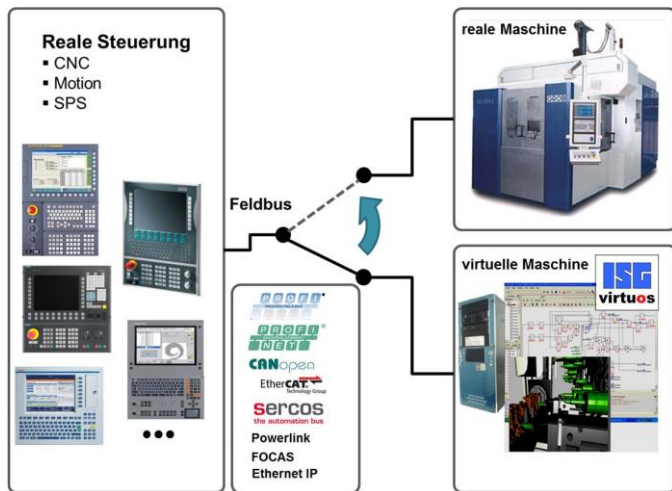 Reale Steuerung
▪ CNC
▪ Motion
▪ SPS
Feldbus
PROFI
BUS
PROFI
NET
CANopen
EtherCAT
Technology Group
sercos
the automation bus
Powerlink
FOCAS
Ethernet IP
reale Maschine
virtuelle Maschine
ISG
virtuos